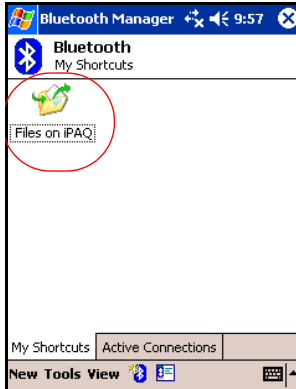 Bluetooth Manager 9:57
Bluetooth
My Shortcuts
Files on iPAQ
My Shortcuts Active Connections
New Tools View